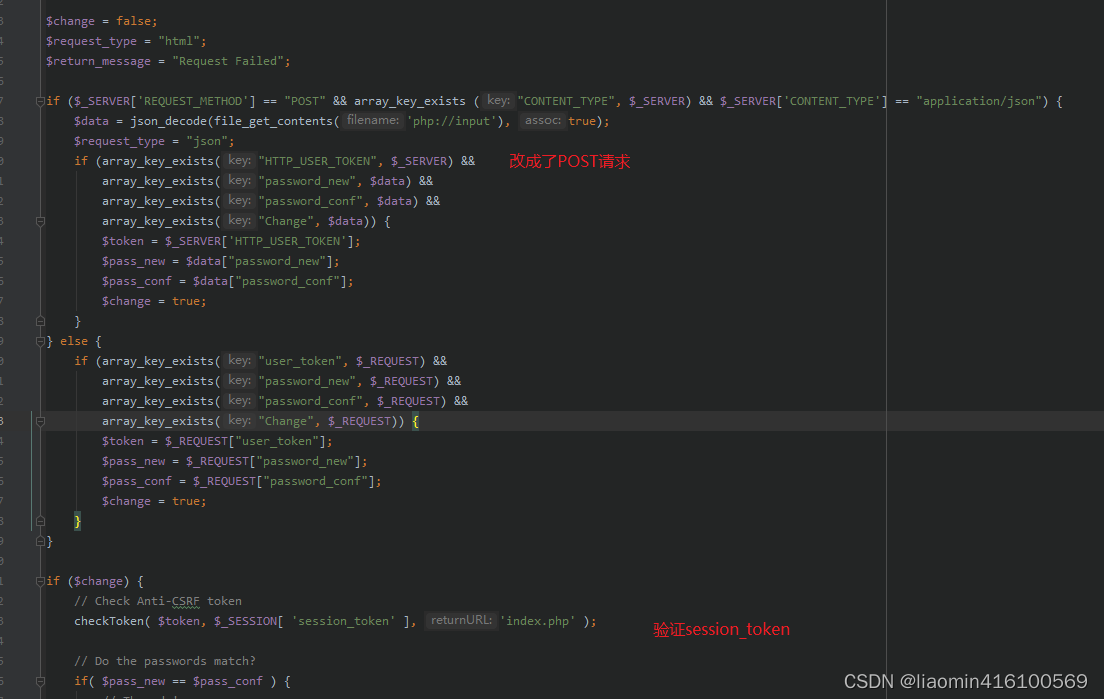 $change = false;
$request_type = "html";
$return_message = "Request Failed";
if ($_SERVER['REQUEST_METHOD'] == "POST" && array_key_exists ( key: "CONTENT_TYPE", $_SERVER) && $_SERVER['CONTENT_TYPE'] == "application/json") {
$data = json_decode(file_get_contents( filename: 'php://input'), assoc: true);
$request_type = "json";
if (array_key_exists( key: "HTTP_USER_TOKEN", $_SERVER) && 改成了POST请求
array_key_exists( key: "password_new", $data) &&
array_key_exists( key: "password_conf", $data) &&
array_key_exists( key: "Change", $data)) {
$token = $_SERVER['HTTP_USER_TOKEN'];
$pass_new = $data["password_new"];
$pass_conf = $data["password_conf"];
$change = true;
}
} else {
if (array_key_exists( key: "user_token", $_REQUEST) &&
array_key_exists( key: "password_new", $_REQUEST) &&
array_key_exists( key: "password_conf", $_REQUEST) &&
array_key_exists( key: "Change", $_REQUEST)) {
$token = $_REQUEST["user_token"];
$pass_new = $_REQUEST["password_new"];
$pass_conf = $_REQUEST["password_conf"];
$change = true;
}
}
if ($change) {
// Check Anti-CSRF token
checkToken( $token, $_SESSION[ 'session_token' ], returnURL: 'index.php' );
验证session_token
// Do the passwords match?
if( $pass_new == $pass_conf ) {
CSDN @liaomin416100569